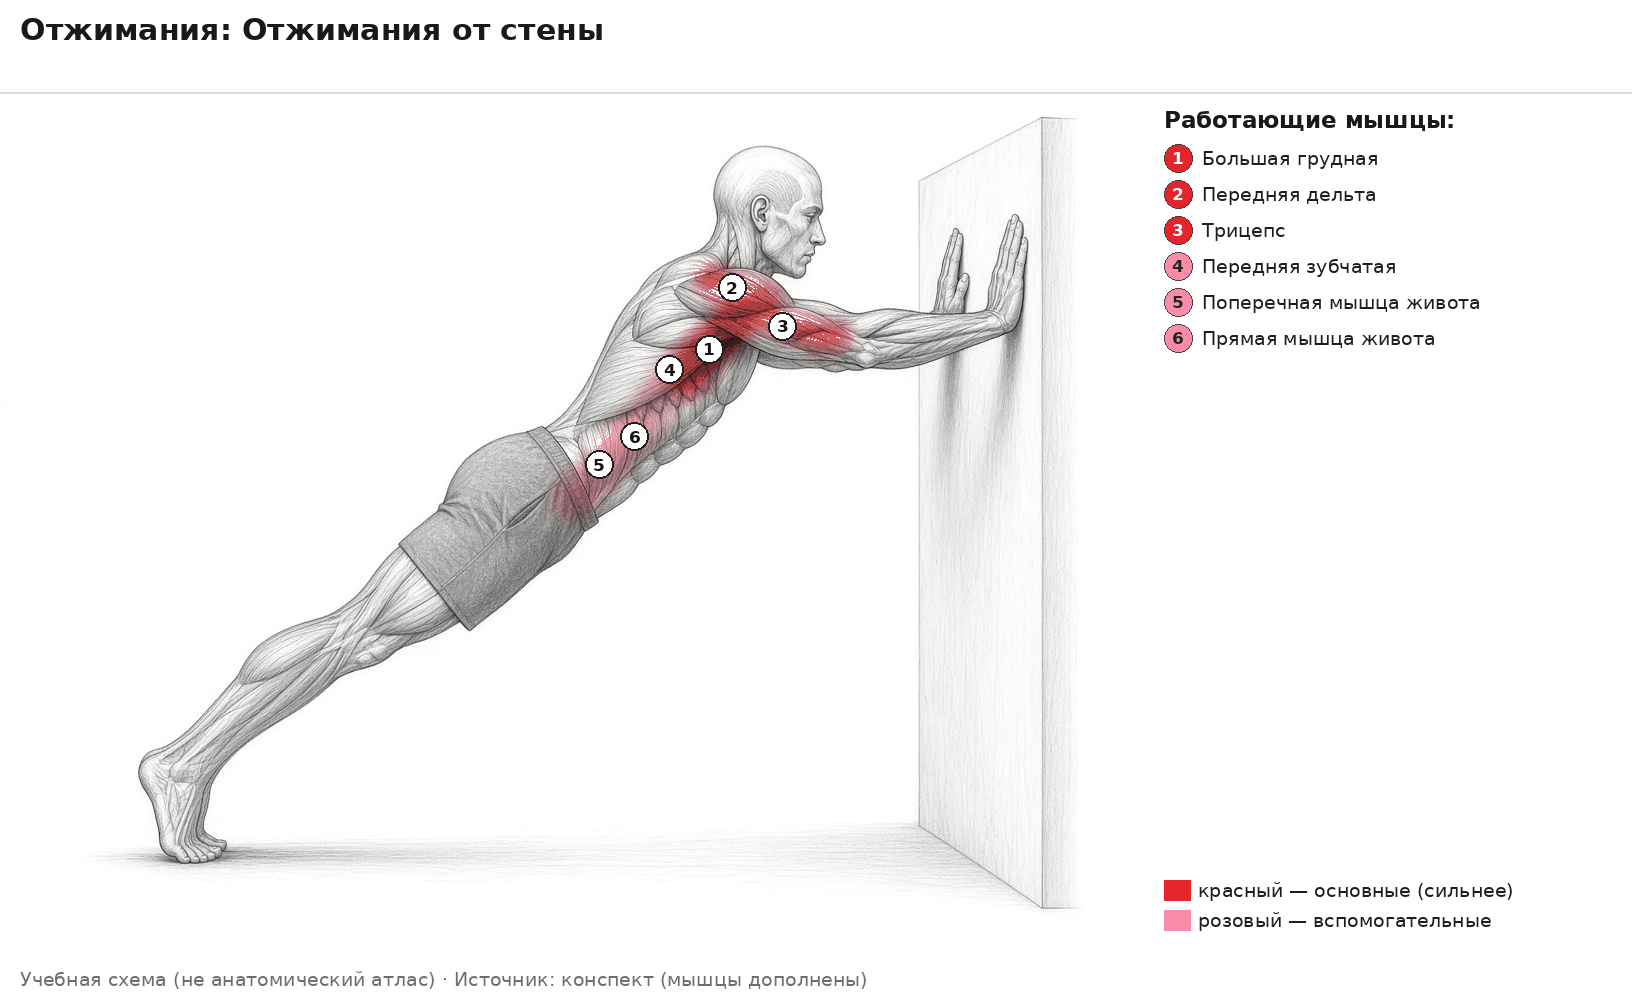 Отжимания: Отжимания от стены
Работающие мышцы:
1 Большая грудная
2 Передняя дельта
3 Трицепс
4 Передняя зубчатая
5 Поперечная мышца живота
6 Прямая мышца живота
2
3
1
4
6
5
красный — основные (сильнее)
розовый — вспомогательные
Учебная схема (не анатомический атлас) · Источник: конспект (мышцы дополнены)